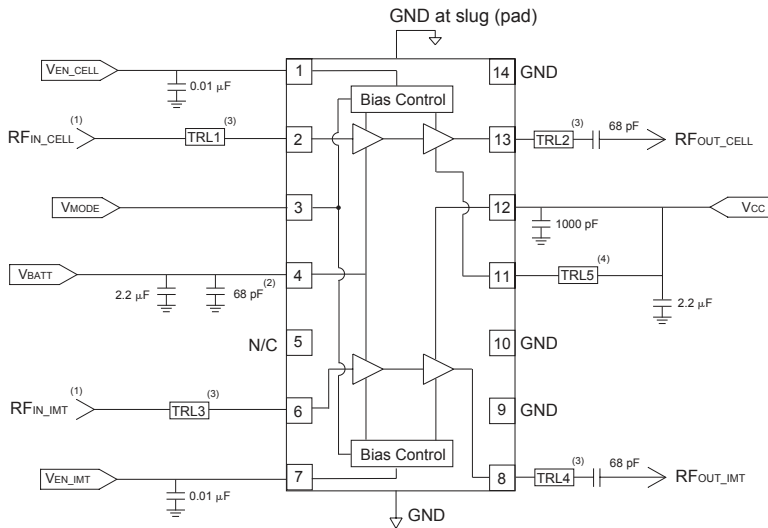 GND at slug (pad)
VEN_CELL
0.01 µF
1
Bias Control
14
GND
(1)
RFIN_CELL
(3)
TRL1
2
13
(3)
TRL2
68 pF
RFOUT_CELL
VMODE
3
12
1000 pF
VCC
VBATT
2.2 µF
68 pF(2)
4
11
(4)
TRL5
2.2 µF
N/C
5
10
GND
(1)
RFIN_IMT
(3)
TRL3
6
9
GND
Bias Control
VEN_IMT
0.01 µF
7
8
(3)
TRL4
68 pF
RFOUT_IMT
GND